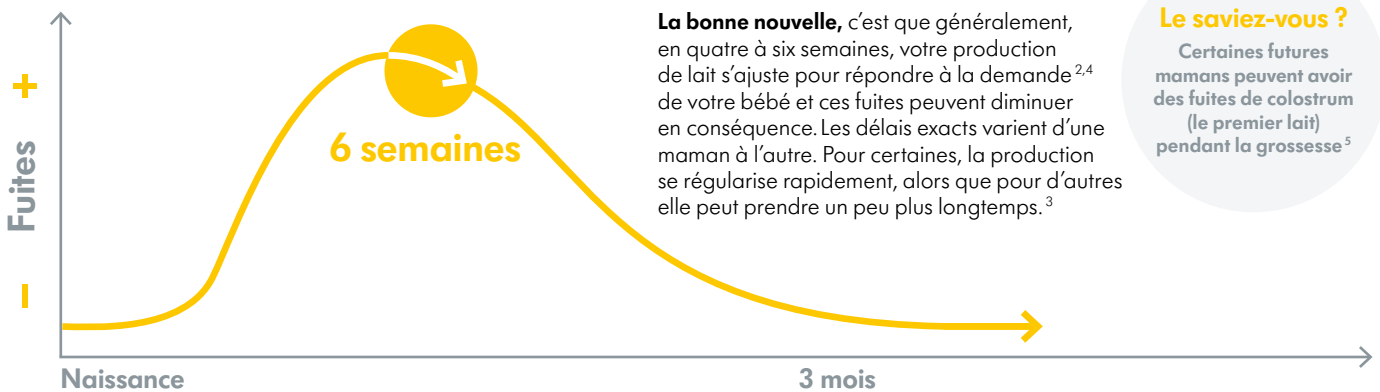 +
Fuites
−
6 semaines
Naissance
3 mois
La bonne nouvelle, c’est que généralement,
en quatre à six semaines, votre production
de lait s’ajuste pour répondre à la demande 2,4
de votre bébé et ces fuites peuvent diminuer
en conséquence. Les délais exacts varient d’une
maman à l’autre. Pour certaines, la production
se régularise rapidement, alors que pour d’autres
elle peut prendre un peu plus longtemps. 3
Le saviez-vous ?
Certaines futures
mamans peuvent avoir
des fuites de colostrum
(le premier lait)
pendant la grossesse 5